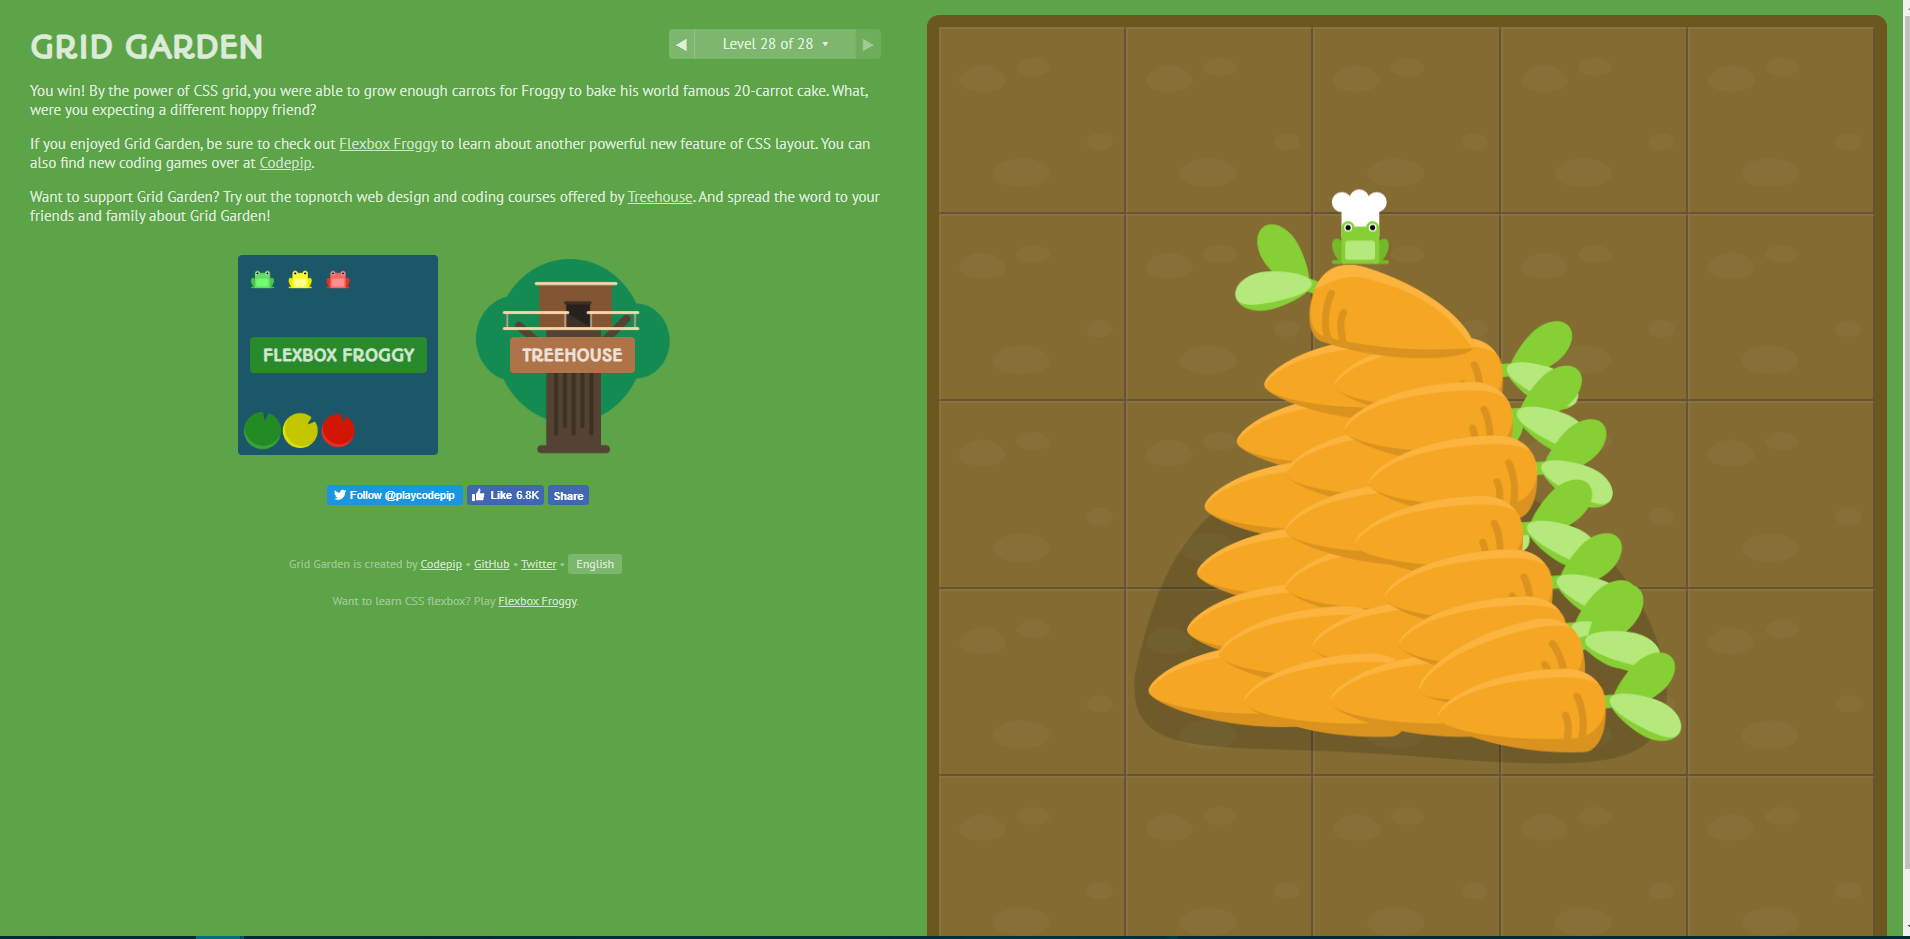 GRID GARDEN
◀ Level 28 of 28 ▼ ▶
You win! By the power of CSS grid, you were able to grow enough carrots for Froggy to bake his world famous 20-carrot cake. What,
were you expecting a different hoppy friend?
If you enjoyed Grid Garden, be sure to check out Flexbox Froggy to learn about another powerful new feature of CSS layout. You can
also find new coding games over at Codepip.
Want to support Grid Garden? Try out the topnotch web design and coding courses offered by Treehouse. And spread the word to your
friends and family about Grid Garden!
FLEXBOX FROGGY
TREEHOUSE
Follow @playcodepip Like 6.8K Share
Grid Garden is created by Codepip • GitHub • Twitter • English
Want to learn CSS flexbox? Play Flexbox Froggy.